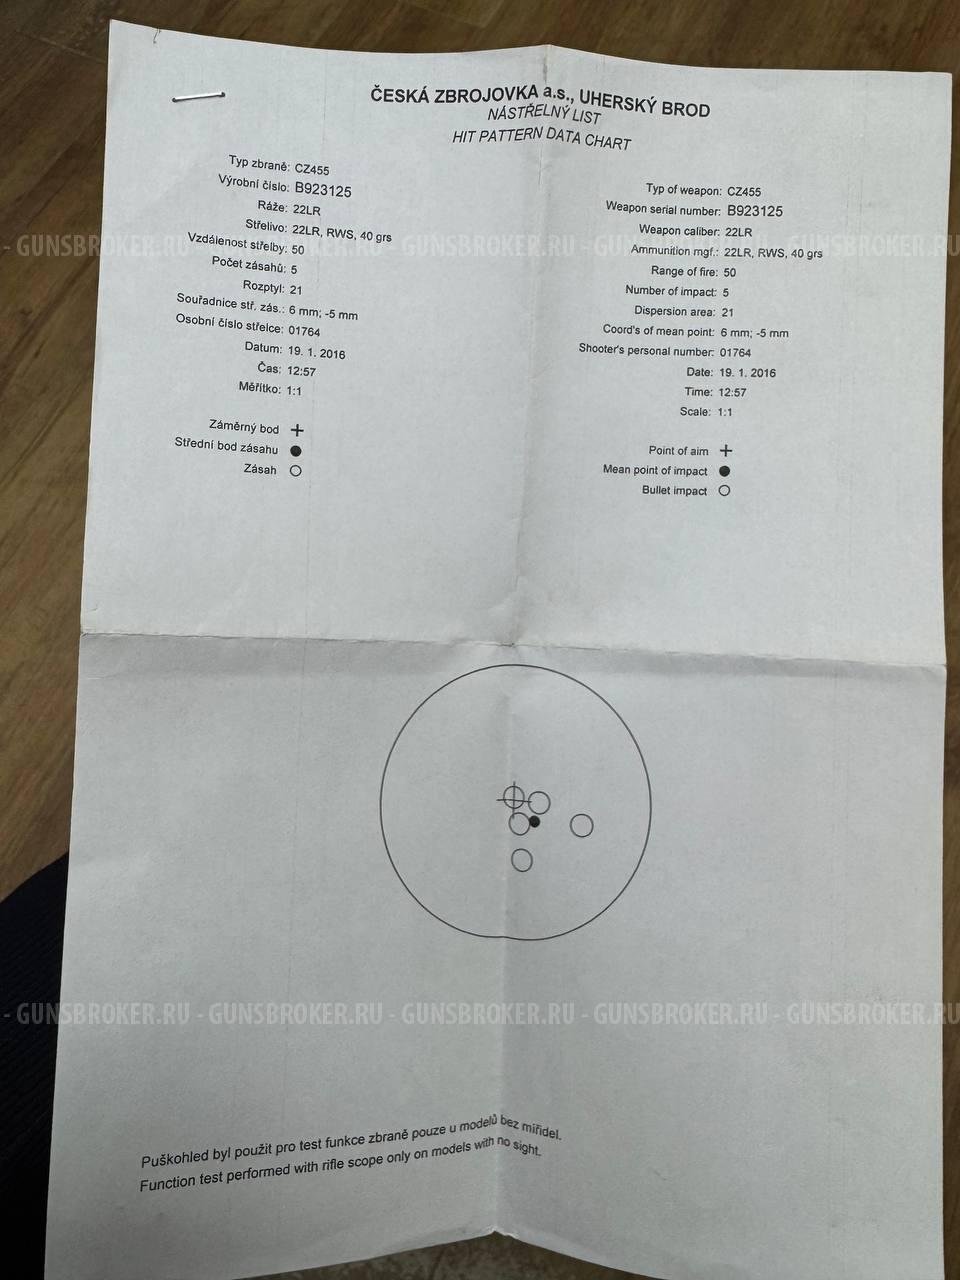 ČESKÁ ZBROJOVKA a.s., UHERSKÝ BROD
NÁSTŘELNÝ LIST
HIT PATTERN DATA CHART
Typ zbraně: CZ455
Výrobní číslo: B923125
Ráže: 22LR
Střelivo: 22LR, RWS, 40 grs
Vzdálenost střelby: 50
Počet zásahů: 5
Rozptyl: 21
Souřadnice stř. zás.: 6 mm; -5 mm
Osobní číslo střelce: 01764
Datum: 19. 1. 2016
Čas: 12:57
Měřítko: 1:1
Záměrný bod
Střední bod zásahu
Zásah
Typ of weapon: CZ455
Weapon serial number: B923125
Weapon caliber: 22LR
Ammunition mgf.: 22LR, RWS, 40 grs
Range of fire: 50
Number of impact: 5
Dispersion area: 21
Coord's of mean point: 6 mm; -5 mm
Shooter's personal number: 01764
Date: 19. 1. 2016
Time: 12:57
Scale: 1:1
Point of aim
Mean point of impact
Bullet impact
- GUNSBROKER.RU - GUNSBROKER.RU - GUNSBROKER.RU - GUNSBROKER.RU - GUNSBROKER.RU
- GUNSBROKER.RU - GUNSBROKER.RU - GUNSBROKER.RU - GUNSBROKER.RU - GUNSBROKER.RU
Puškohled byl použit pro test funkce zbraně pouze u modelů bez mířidel.
Function test performed with rifle scope only on models with no sight.